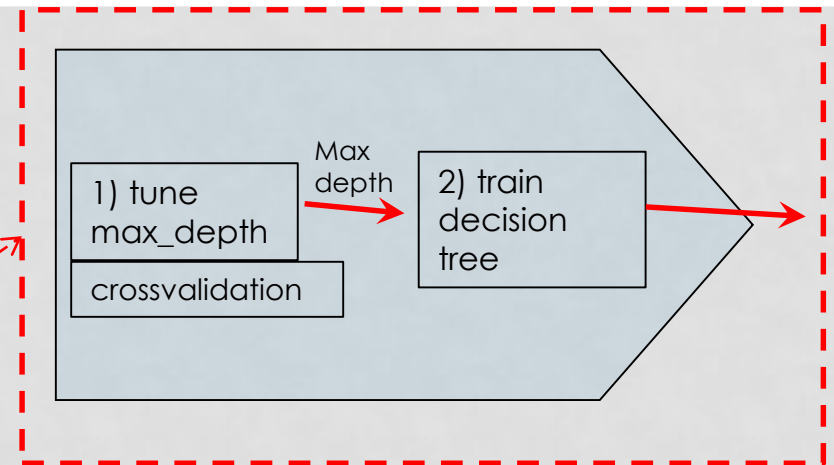 1) tune
max_depth
crossvalidation
Max
depth
2) train
decision
tree